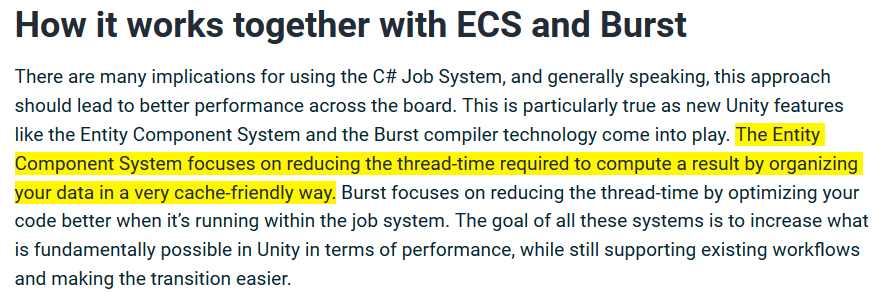 How it works together with ECS and Burst
There are many implications for using the C# Job System, and generally speaking, this approach
should lead to better performance across the board. This is particularly true as new Unity features
like the Entity Component System and the Burst compiler technology come into play. The Entity
Component System focuses on reducing the thread-time required to compute a result by organizing
your data in a very cache-friendly way. Burst focuses on reducing the thread-time by optimizing your
code better when it’s running within the job system. The goal of all these systems is to increase what
is fundamentally possible in Unity in terms of performance, while still supporting existing workflows
and making the transition easier.